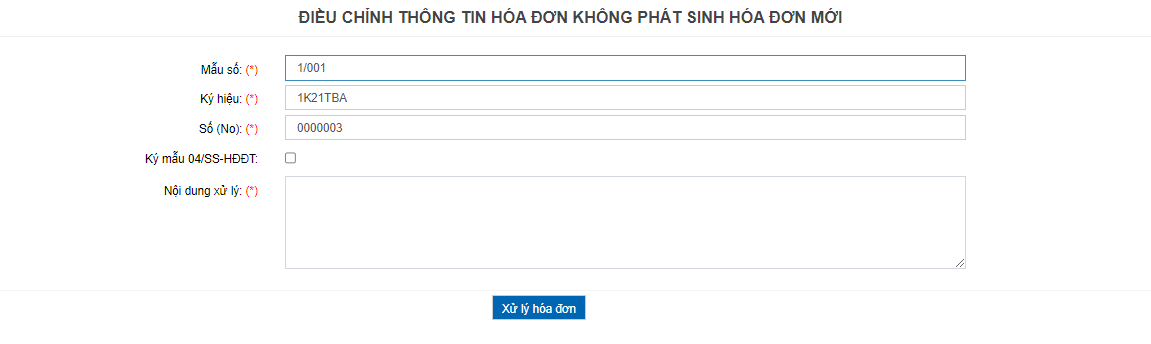 ĐIỀU CHỈNH THÔNG TIN HÓA ĐƠN KHÔNG PHÁT SINH HÓA ĐƠN MỚI
Mẫu số: (*) 1/001
Ký hiệu: (*) 1K21TBA
Số (No): (*) 0000003
Ký mẫu 04/SS-HĐĐT:
Nội dung xử lý: (*)
Xử lý hóa đơn